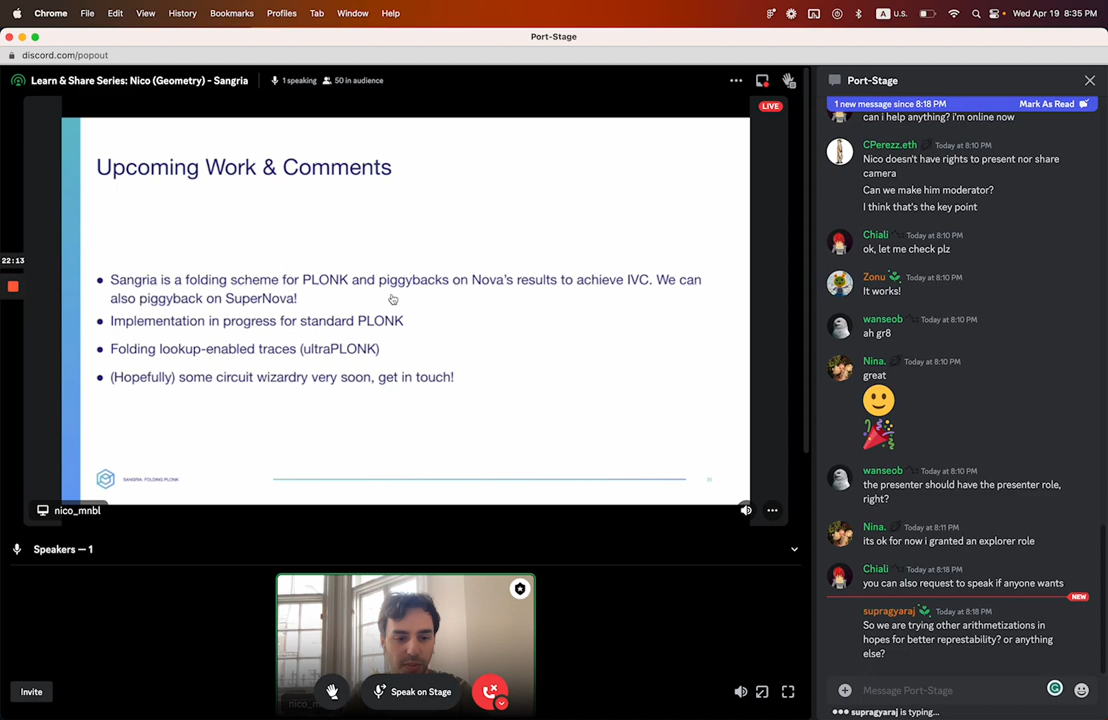 Chrome File Edit View History Bookmarks Profiles Tab Window Help
A U.S. Wed Apr 19 8:35 PM
Port-Stage
discord.com/popout
Learn & Share Series: Nico (Geometry) - Sangria 1 speaking 50 in audience
LIVE
Upcoming Work & Comments
22:13
• Sangria is a folding scheme for PLONK and piggybacks on Nova's results to achieve IVC. We can
also piggyback on SuperNova!
• Implementation in progress for standard PLONK
• Folding lookup-enabled traces (ultraPLONK)
• (Hopefully) some circuit wizardry very soon, get in touch!
SANGRIA: FOLDING PLONK
nico_mnbl
Speakers — 1
Invite
Speak on Stage
Port-Stage
1 new message since 8:18 PM Mark As Read
can i help anything? i'm online now
CPerezz.eth Today at 8:10 PM
Nico doesn't have rights to present nor share
camera
Can we make him moderator?
I think that's the key point
Chiali Today at 8:10 PM
ok, let me check plz
Zonu Today at 8:10 PM
It works!
wanseob Today at 8:10 PM
ah gr8
Nina. Today at 8:10 PM
great
wanseob Today at 8:10 PM
the presenter should have the presenter role,
right?
Nina. Today at 8:11 PM
its ok for now i granted an explorer role
Chiali Today at 8:18 PM
you can also request to speak if anyone wants
NEW
supragyaraj Today at 8:18 PM
So we are trying other arithmetizations in
hopes for better represtability? or anything
else?
Message Port-Stage
supragyaraj is typing...